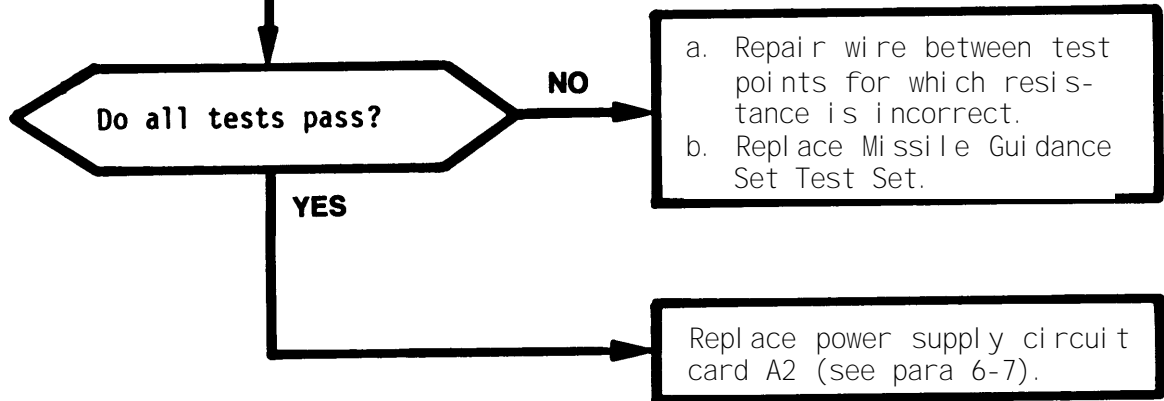 Do all tests pass?
NO
a. Repair wire between test
points for which resis-
tance is incorrect.
b. Replace Missile Guidance
Set Test Set.
YES
Replace power supply circuit
card A2 (see para 6-7).